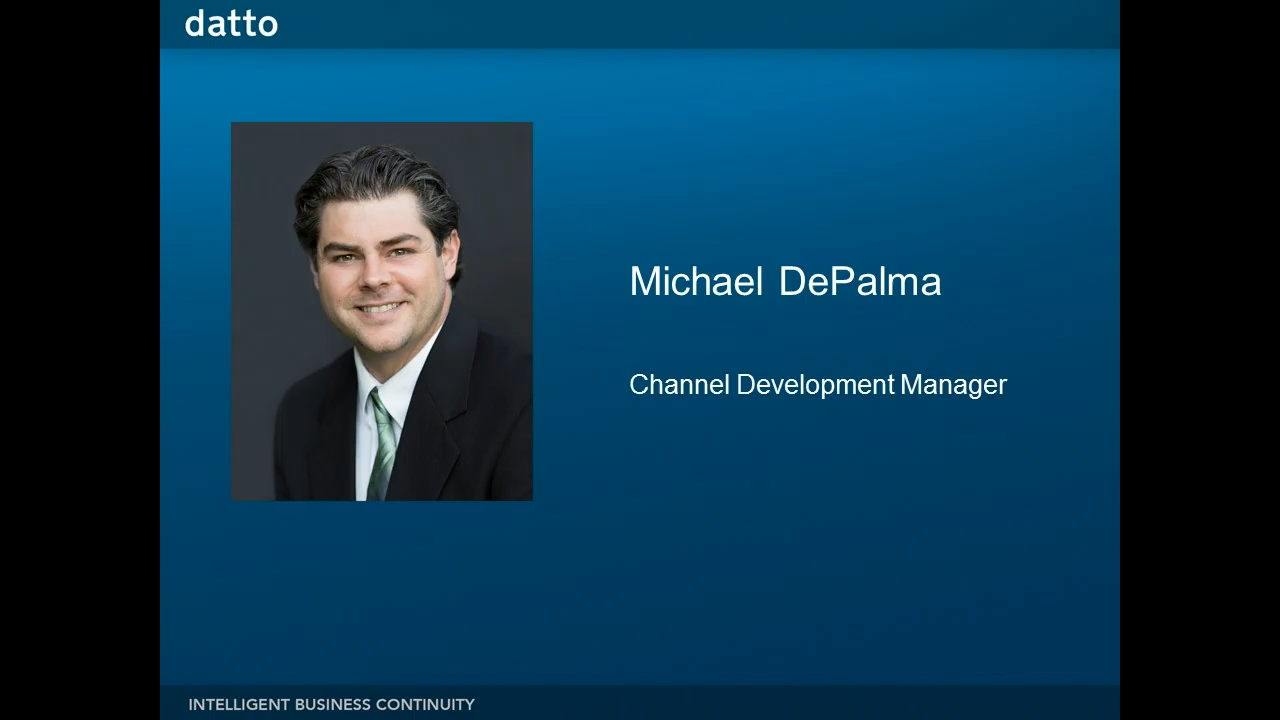 datto
Michael DePalma
Channel Development Manager
INTELLIGENT BUSINESS CONTINUITY